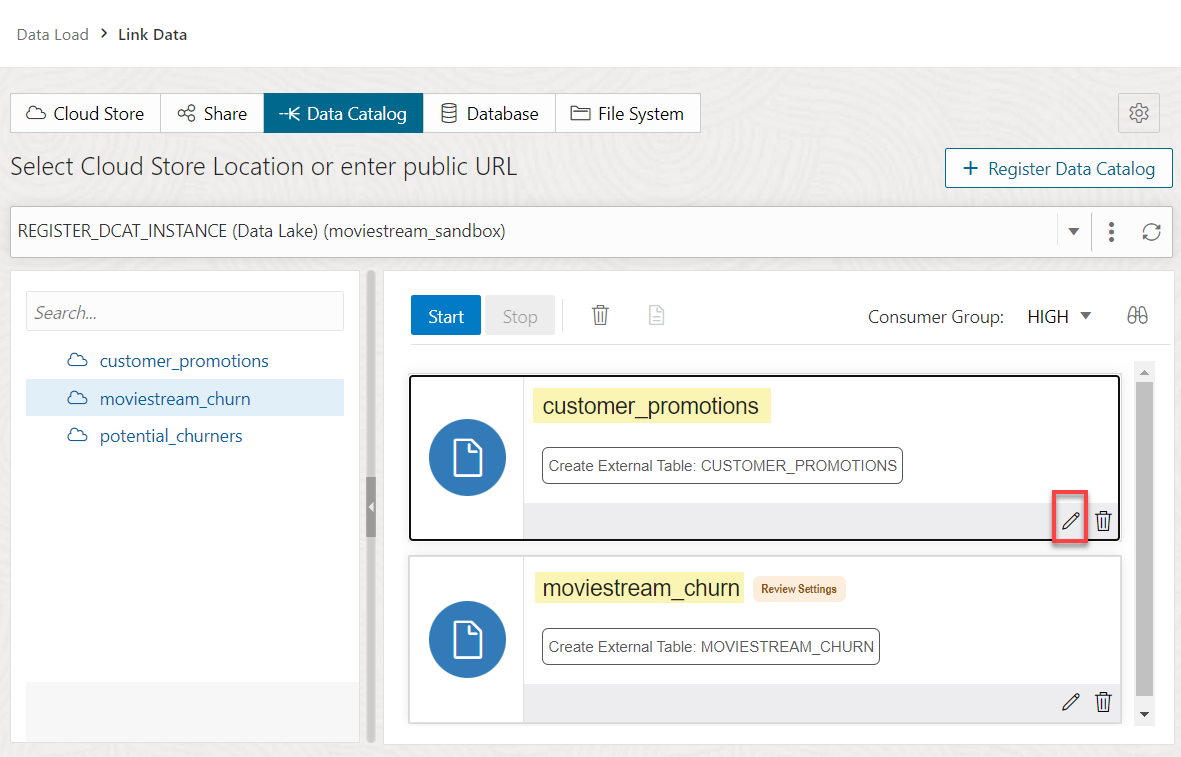 Data Load > Link Data
Cloud Store Share Data Catalog Database File System
Select Cloud Store Location or enter public URL
+ Register Data Catalog
REGISTER_DCAT_INSTANCE (Data Lake) (moviestream_sandbox)
Search...
customer_promotions
moviestream_churn
potential_churners
Start Stop Consumer Group: HIGH
customer_promotions
Create External Table: CUSTOMER_PROMOTIONS
moviestream_churn Review Settings
Create External Table: MOVIESTREAM_CHURN